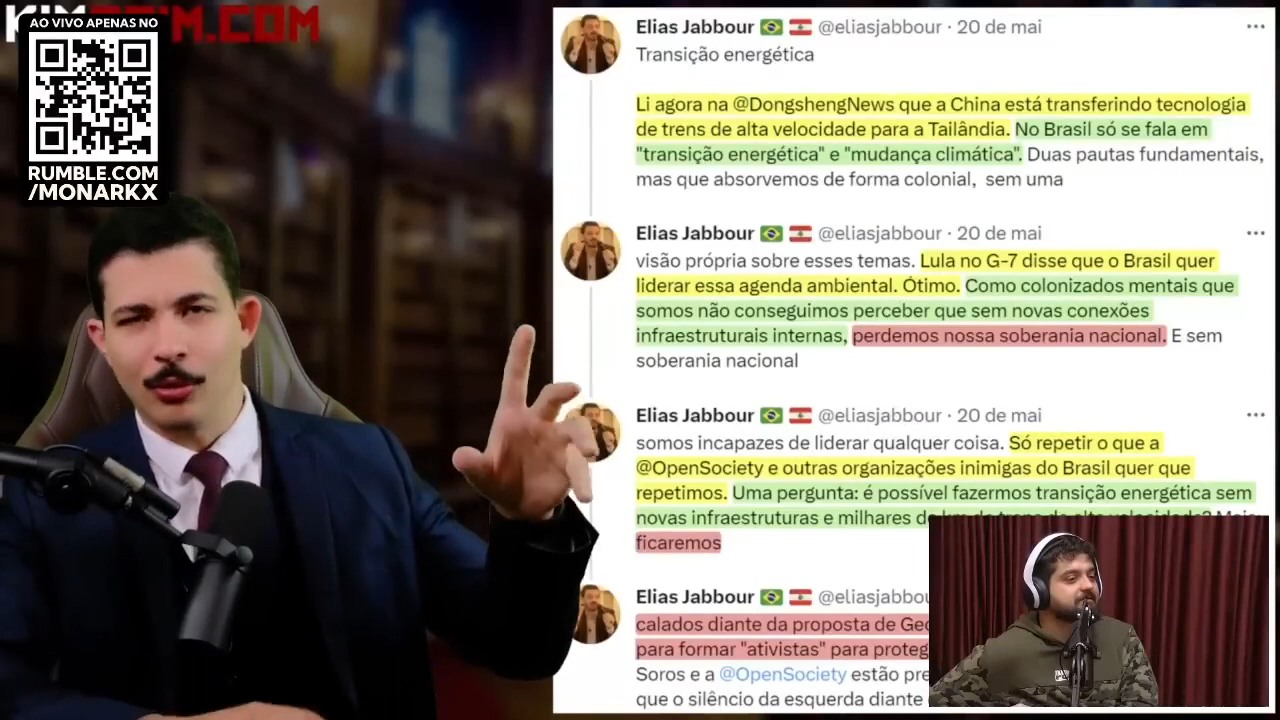 AO VIVO APENAS NO
RUMBLE.COM
/MONARKX
Elias Jabbour @eliasjabbour · 20 de mai
Transição energética
Li agora na @DongshengNews que a China está transferindo tecnologia
de trens de alta velocidade para a Tailândia. No Brasil só se fala em
"transição energética" e "mudança climática". Duas pautas fundamentais,
mas que absorvemos de forma colonial, sem uma
Elias Jabbour @eliasjabbour · 20 de mai
visão própria sobre esses temas. Lula no G-7 disse que o Brasil quer
liderar essa agenda ambiental. Ótimo. Como colonizados mentais que
somos não conseguimos perceber que sem novas conexões
infraestruturais internas, perdemos nossa soberania nacional. E sem
soberania nacional
Elias Jabbour @eliasjabbour · 20 de mai
somos incapazes de liderar qualquer coisa. Só repetir o que a
@OpenSociety e outras organizações inimigas do Brasil quer que
repetimos. Uma pergunta: é possível fazermos transição energética sem
novas infraestruturas e milhares de
ficaremos
Elias Jabbour
calados diante da proposta de
para formar "ativistas" para
Soros e a @OpenSociety estão
que o silêncio da esquerda diante